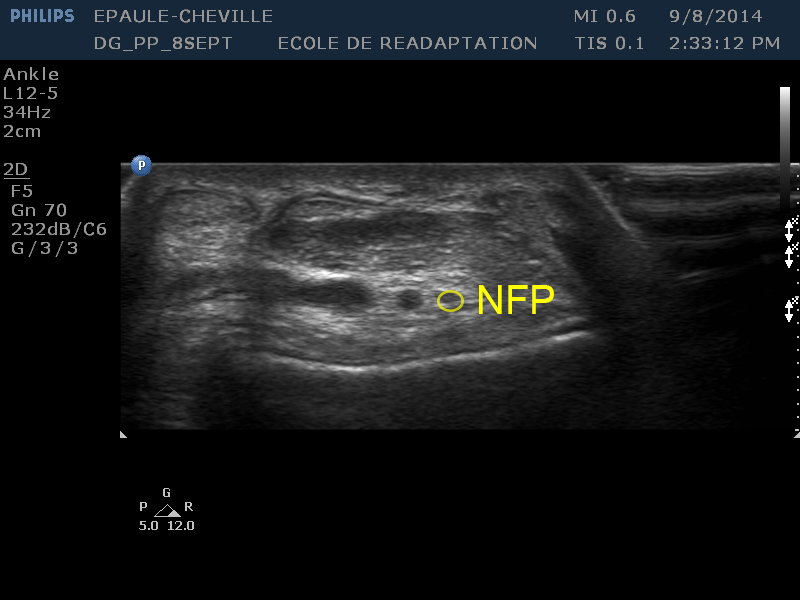 PHILIPS EPAULE-CHEVILLE MI 0.6 9/8/2014
DG_PP_8SEPT ECOLE DE READAPTATION TIS 0.1 2:33:12 PM
Ankle
L12-5
34Hz
2cm
2D
F5
Gn 70
232dB/C6
G/3/3
P
NFP
G
P R
5.0 12.0